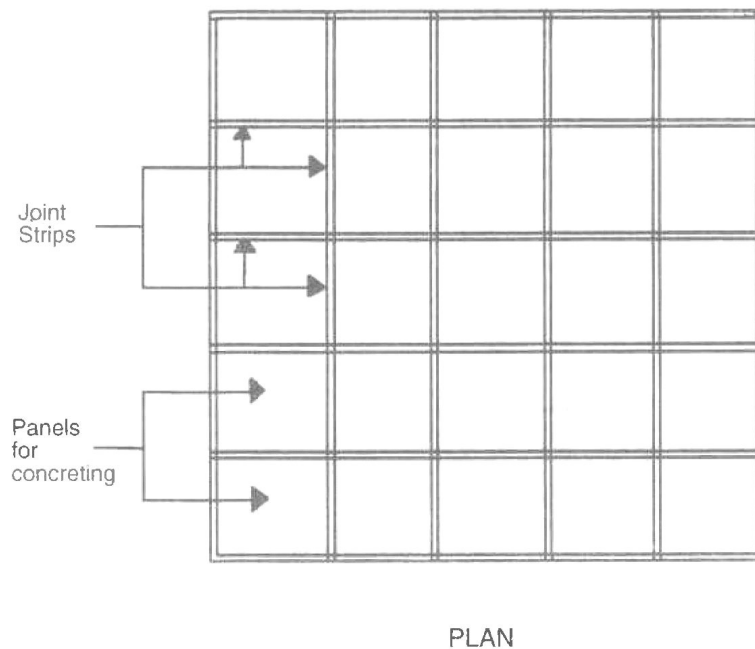 Joint
Strips
Panels
for
concreting
PLAN